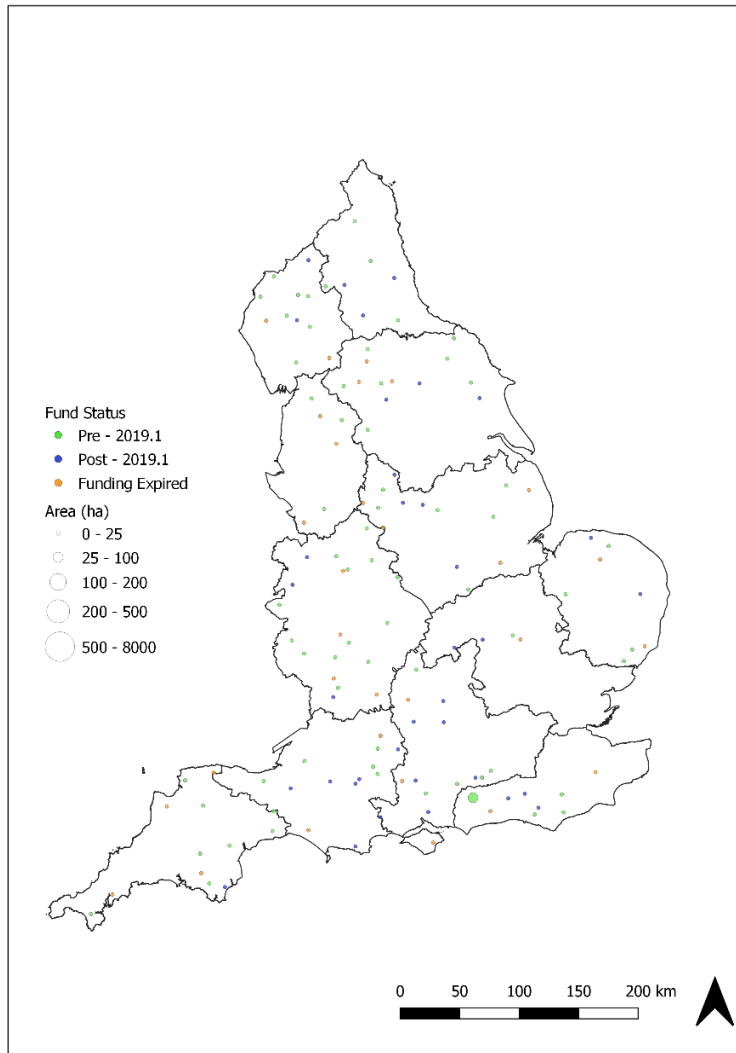 Fund Status
Pre - 2019.1
Post - 2019.1
Funding Expired
Area (ha)
0 - 25
25 - 100
100 - 200
200 - 500
500 - 8000
0 50 100 150 200 km